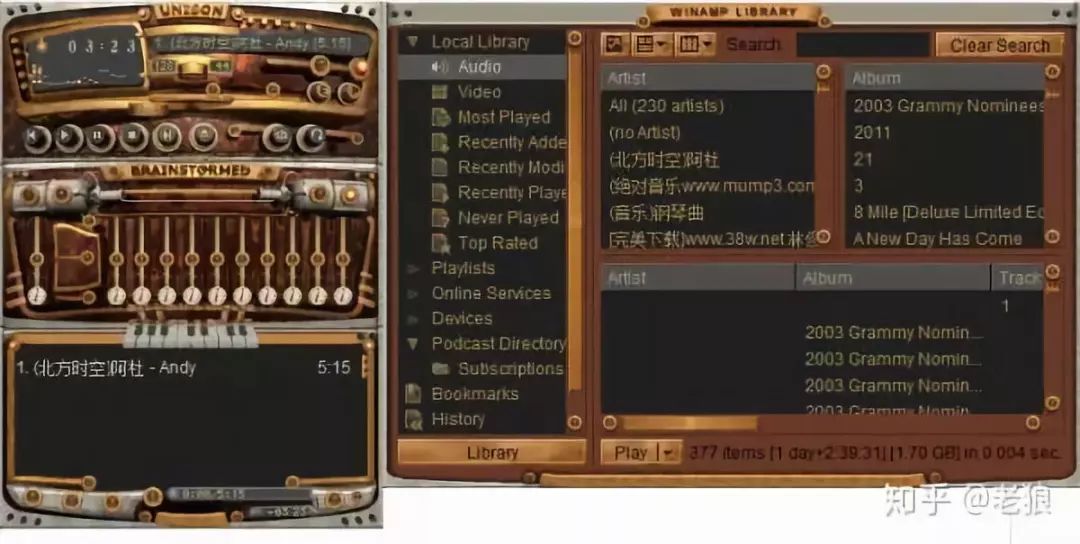 UNISON
03:23
1. (北方时空)阿杜 - Andy [5:15]
128
44
BRAINSTORMED
1. (北方时空)阿杜 - Andy 5:15
WINAMP LIBRARY
Local Library
Audio
Video
Most Played
Recently Adde
Recently Modi
Recently Playe
Never Played
Top Rated
Playlists
Online Services
Devices
Podcast Directory
Subscriptions
Bookmarks
History
Library
Search: Clear Search
Artist
All (230 artists)
(no Artist)
(北方时空)阿杜
(绝对音乐,www.mump3.com
(音乐)钢琴曲
[完美下载]www.38w.net
Album
2003 Grammy Nominees
2011
21
3
8 Mile [Deluxe Limited Ed
A New Day Has Come
Artist Album Track
1
2003 Grammy Nomin...
2003 Grammy Nomin...
2003 Grammy Nomin...
2003 Grammy Nomin...
Play 377 items [1 day+2:39:31] [1.70 GB] in 0.004 sec.
知乎 @老狼